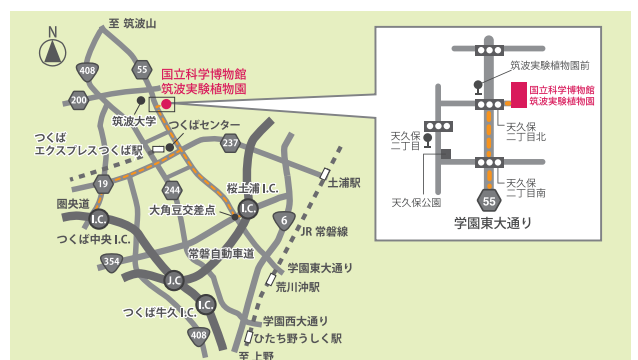 至 筑波山
N
408
55
国立科学博物館
筑波実験植物園
200
筑波大学
つくばセンター
つくば
エクスプレスつくば駅
237
19
244
土浦駅
桜土浦 I.C.
圏央道
I.C.
大角豆交差点
I.C.
6
つくば中央 I.C.
JR 常磐線
常磐自動車道
354
学園東大通り
J.C
荒川沖駅
I.C.
つくば牛久 I.C.
学園西大通り
408
ひたち野うしく駅
至 上野
筑波実験植物園前
国立科学博物館
筑波実験植物園
天久保
二丁目北
天久保
二丁目
天久保
二丁目南
天久保公園
55
学園東大通り